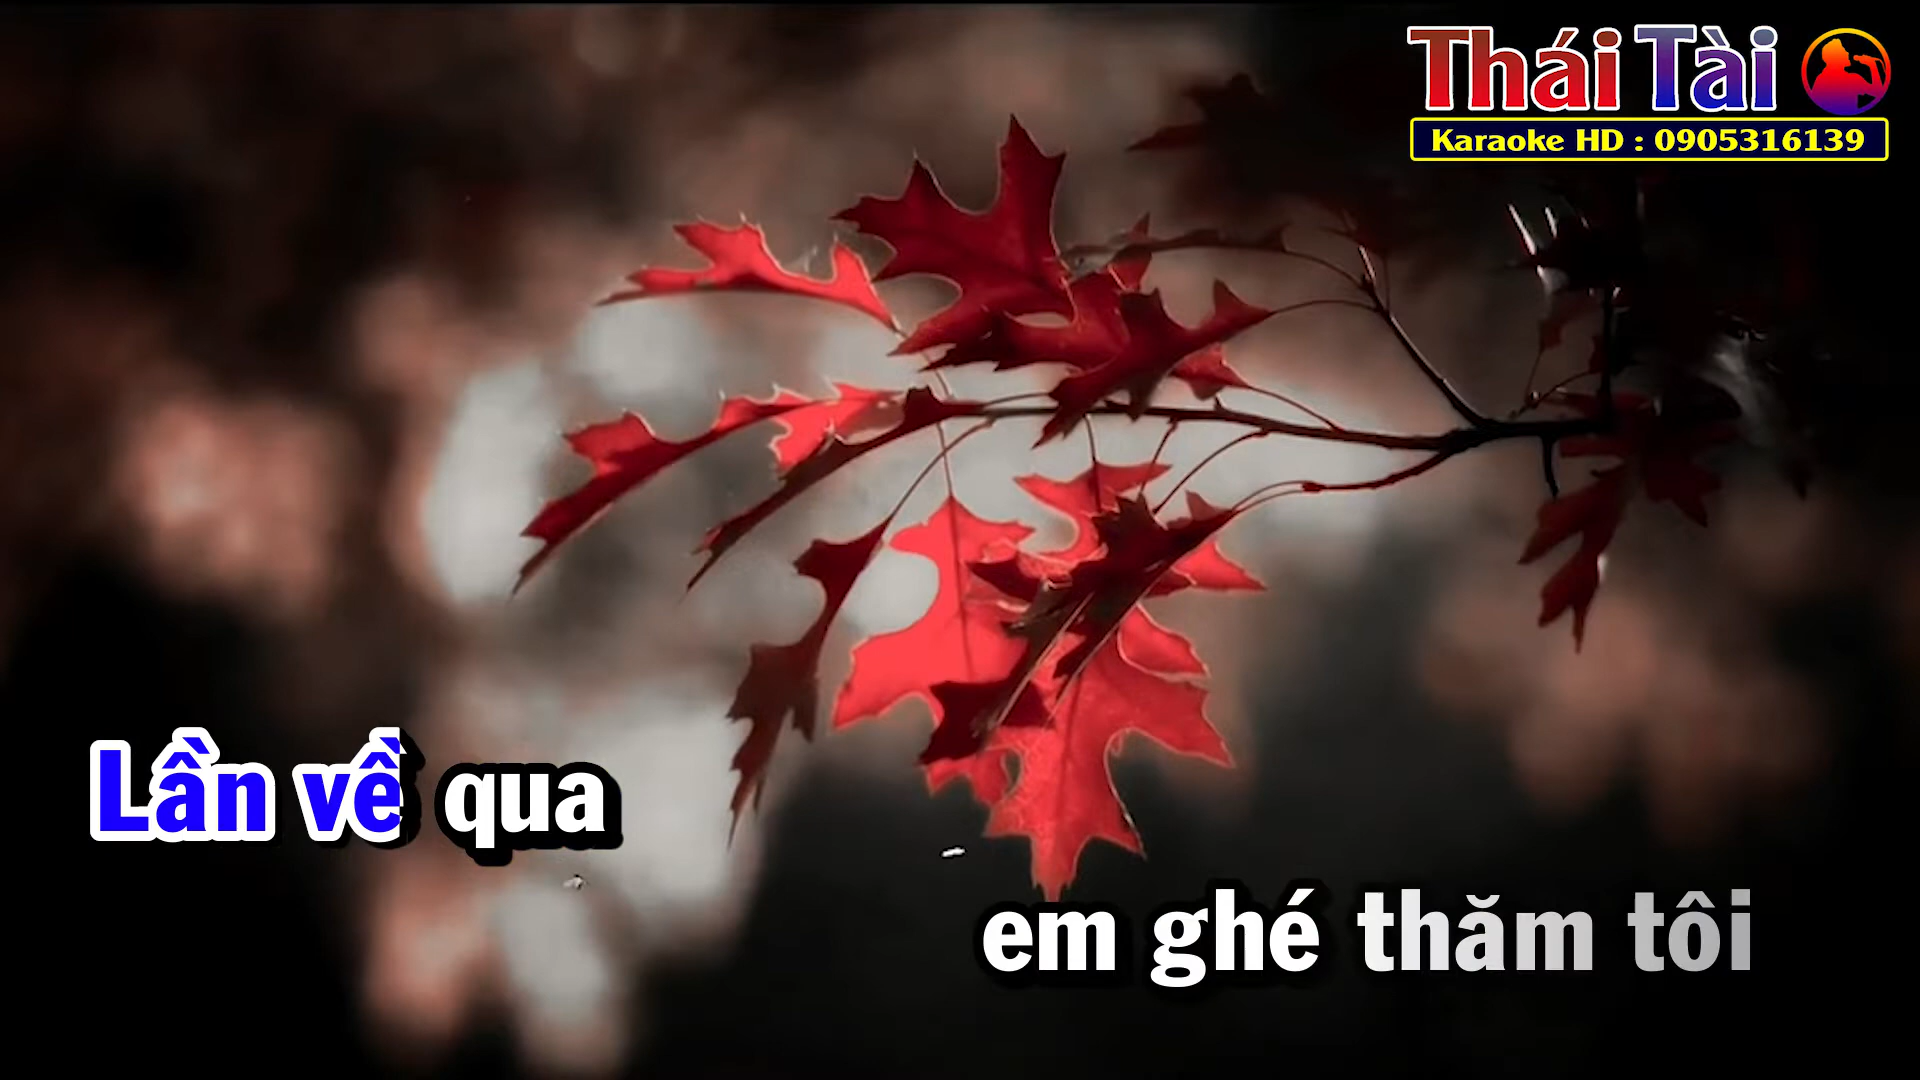 Thái Tài
Karaoke HD : 0905316139
Lần về qua
em ghé thăm tôi